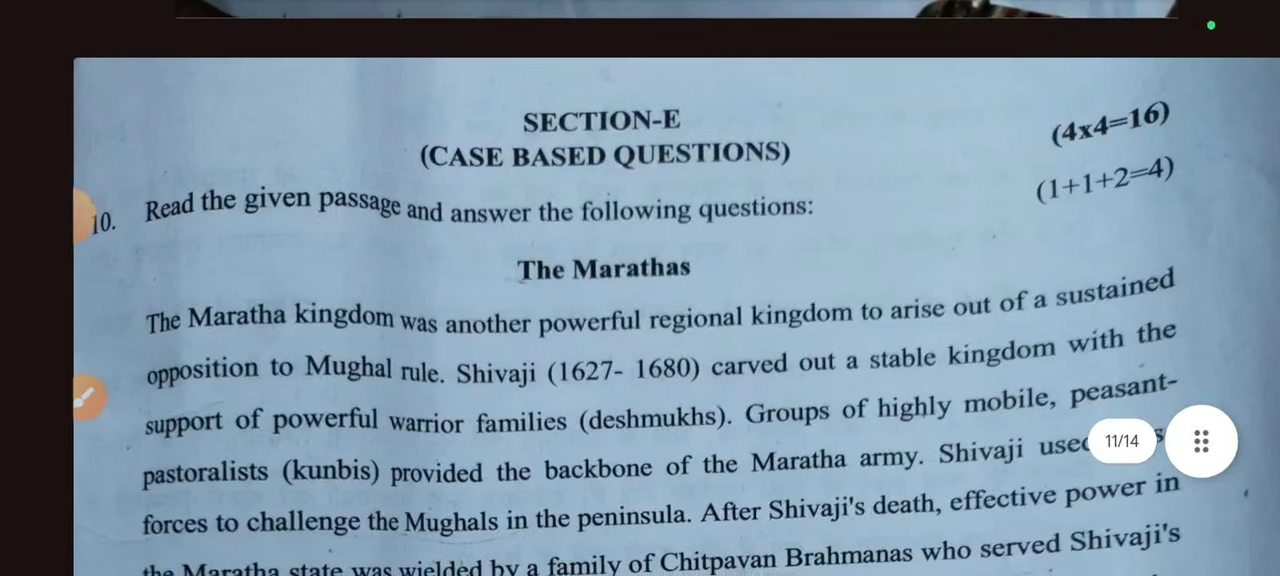 SECTION-E
(4x4=16)
(CASE BASED QUESTIONS)
(1+1+2=4)
10. Read the given passage and answer the following questions:
The Marathas
The Maratha kingdom was another powerful regional kingdom to arise out of a sustained
opposition to Mughal rule. Shivaji (1627- 1680) carved out a stable kingdom with the
support of powerful warrior families (deshmukhs). Groups of highly mobile, peasant-
pastoralists (kunbis) provided the backbone of the Maratha army. Shivaji used
11/14
forces to challenge the Mughals in the peninsula. After Shivaji's death, effective power in
the Maratha state was wielded by a family of Chitpavan Brahmanas who served Shivaji's